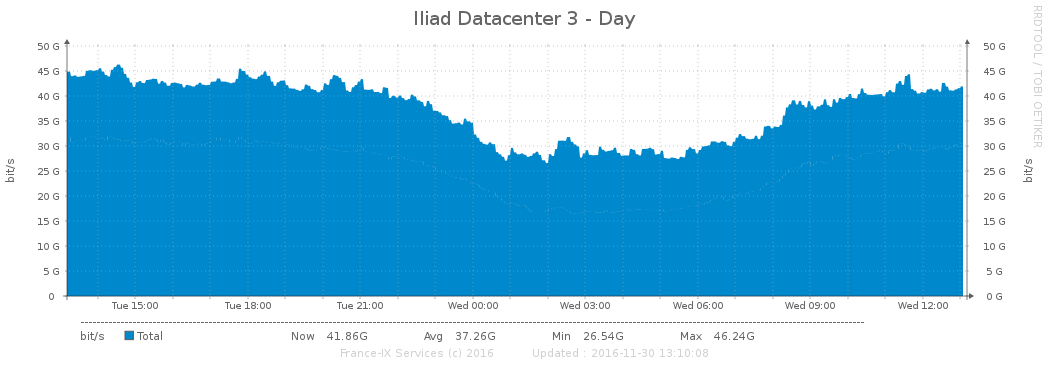 Iliad Datacenter 3 - Day
RRDTOOL / TOBI OETIKER
50 G 50 G
45 G 45 G
40 G 40 G
35 G 35 G
30 G 30 G
25 G 25 G
20 G 20 G
15 G 15 G
10 G 10 G
5 G 5 G
0 0 G
bit/s bit/s
Tue 15:00 Tue 18:00 Tue 21:00 Wed 00:00 Wed 03:00 Wed 06:00 Wed 09:00 Wed 12:00
bit/s Total Now 41.86G Avg 37.26G Min 26.54G Max 46.24G
France-IX Services (c) 2016 Updated : 2016-11-30 13:10:08